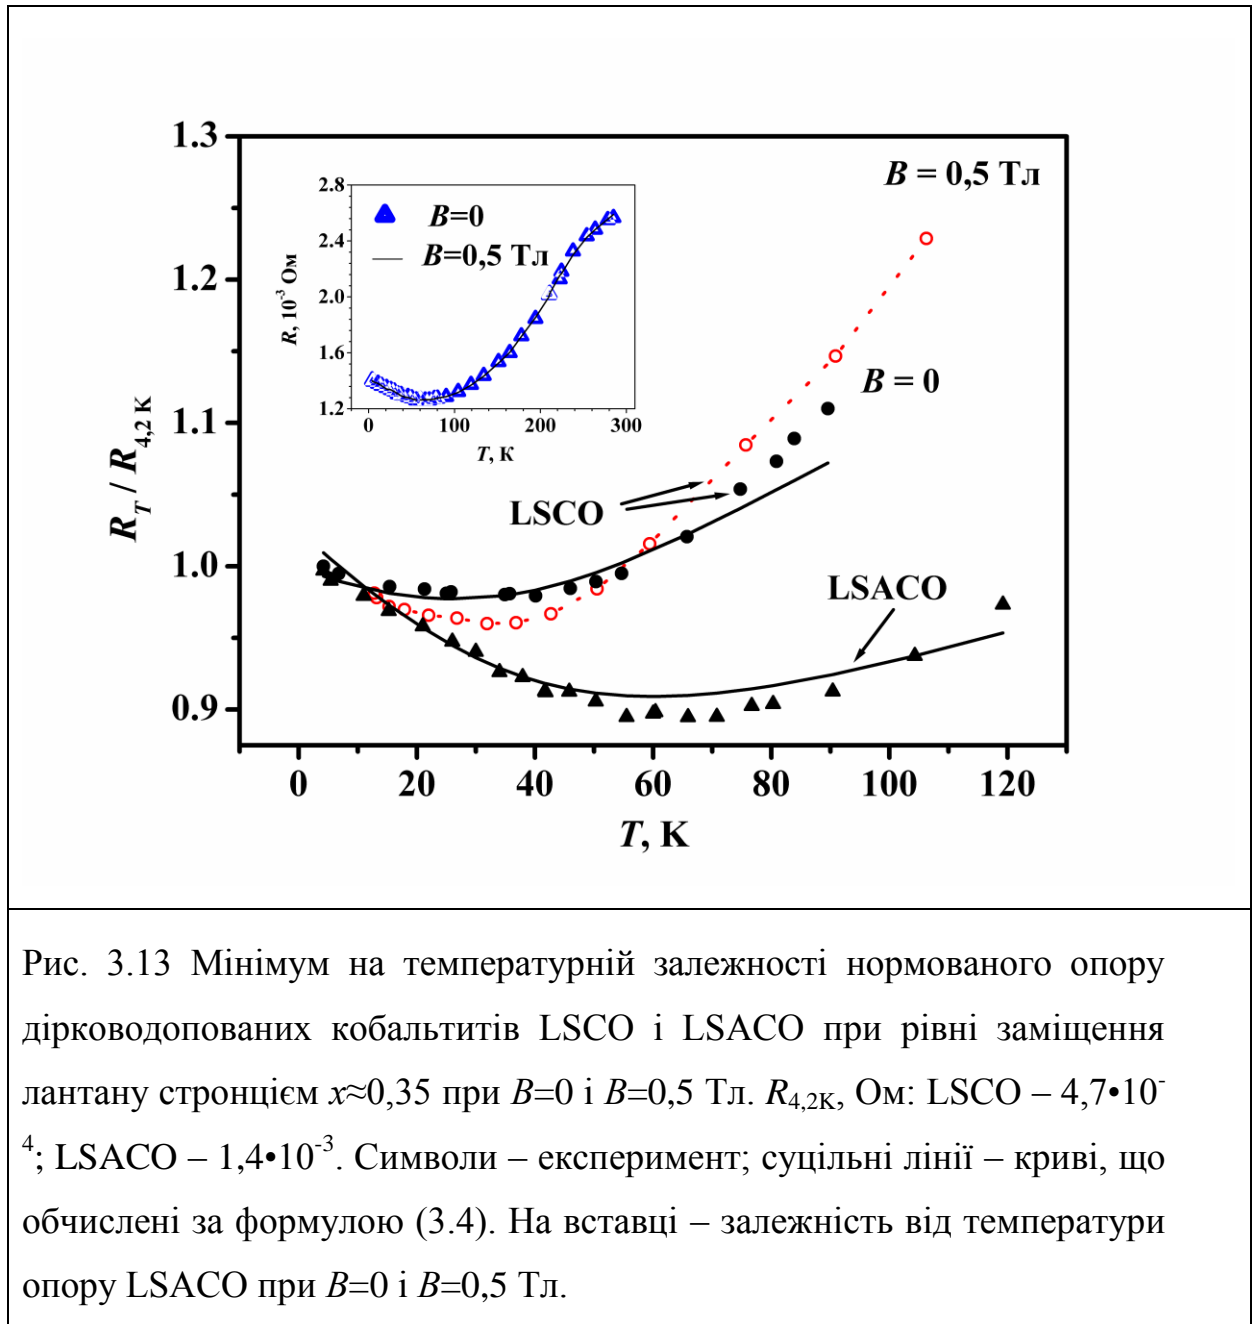 1.3
1.2
1.1
1.0
0.9
R_T / R_4,2 K
0
20
40
60
80
100
120
T, K
B = 0,5 Тл
B = 0
LSCO
LSACO
2.8
2.4
2.0
1.6
1.2
R, 10⁻³ Ом
0
100
200
300
T, К
B=0
B=0,5 Тл
Рис. 3.13 Мінімум на температурній залежності нормованого опору
дірководопованих кобальтитів LSCO і LSACO при рівні заміщення
лантану стронцієм x≈0,35 при B=0 і B=0,5 Тл. R4,2K, Ом: LSCO – 4,7•10⁻
⁴; LSACO – 1,4•10⁻³. Символи – експеримент; суцільні лінії – криві, що
обчислені за формулою (3.4). На вставці – залежність від температури
опору LSACO при B=0 і B=0,5 Тл.